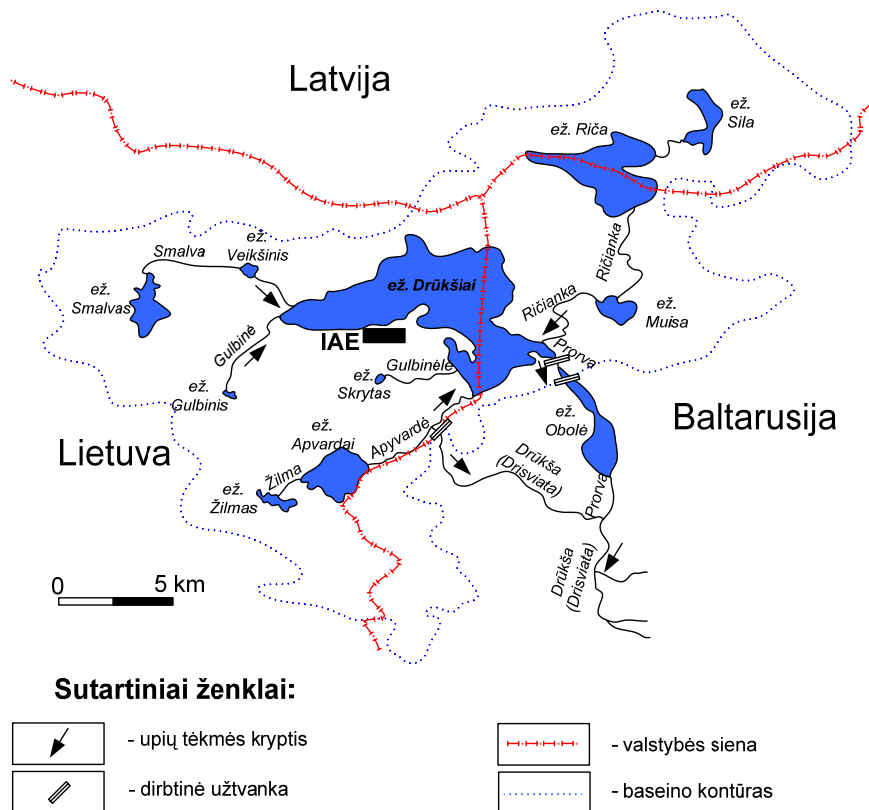 Latvija
ež.
Sila
ež. Riča
Smalva
ež.
Veikšinis
Ričianka
ež.
Smalvas
ež. Drūkšiai
Ričianka
ež.
Muisa
Gulbinė
IAE
Prorva
Gulbinėlė
ež.
Skrytas
ež.
Gulbinis
ež.
Obolė
Baltarusija
ež.
Apvardai
Apyvardė
Lietuva
Drūkša
(Drisviata)
Žilma
ež.
Žilmas
Prorva
Drūkša
(Drisviata)
0 5 km
Sutartiniai ženklai:
- upių tėkmės kryptis
- valstybės siena
- dirbtinė užtvanka
- baseino kontūras